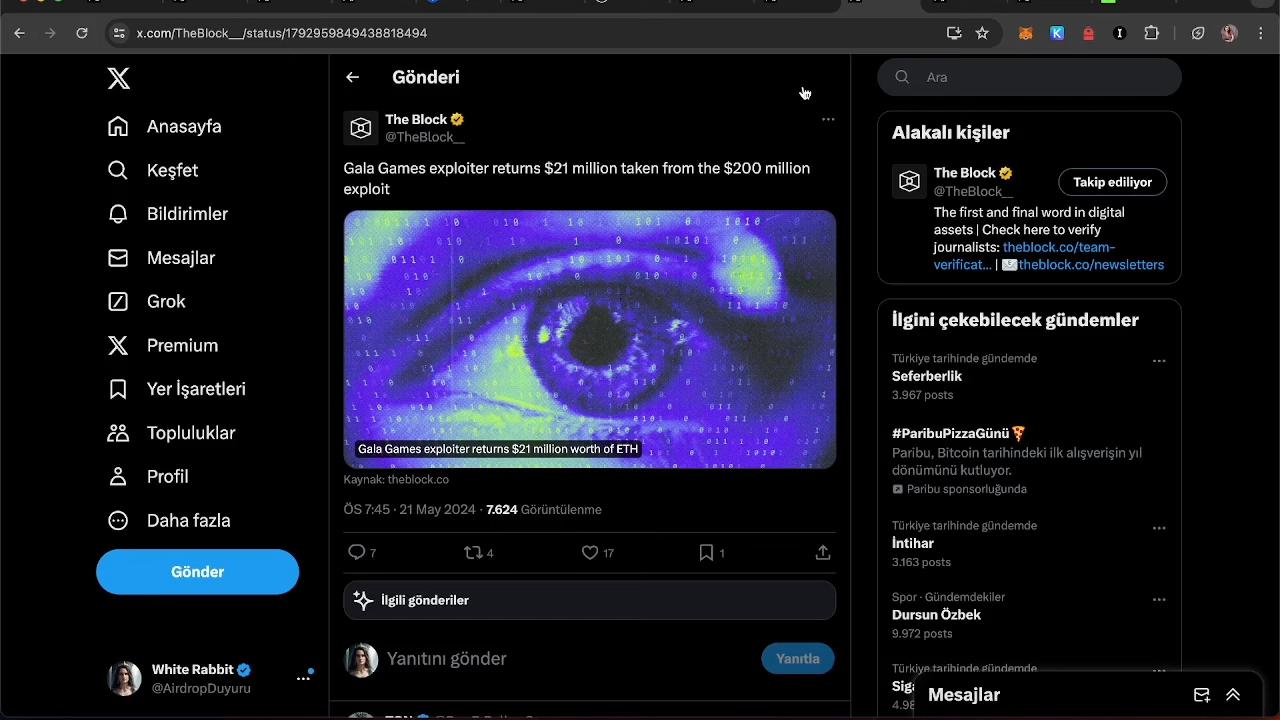 x.com/TheBlock__/status/1792959849438818494
Anasayfa
Keşfet
Bildirimler
Mesajlar
Grok
Premium
Yer İşaretleri
Topluluklar
Profil
Daha fazla
Gönder
White Rabbit
@AirdropDuyuru
Gönderi
The Block
@TheBlock__
Gala Games exploiter returns $21 million taken from the $200 million
exploit
Gala Games exploiter returns $21 million worth of ETH
Kaynak: theblock.co
ÖS 7:45 · 21 May 2024 · 7.624 Görüntülenme
7 4 17 1
İlgili gönderiler
Yanıtını gönder
Yanıtla
Ara
Alakalı kişiler
The Block
@TheBlock__
Takip ediliyor
The first and final word in digital
assets | Check here to verify
journalists: theblock.co/team-
verificat... | theblock.co/newsletters
İlgini çekebilecek gündemler
Türkiye tarihinde gündemde
Seferberlik
3.967 posts
#ParibuPizzaGünü
Paribu, Bitcoin tarihindeki ilk alışverişin yıl
dönümünü kutluyor.
Paribu sponsorluğunda
Türkiye tarihinde gündemde
İntihar
3.163 posts
Spor · Gündemdekiler
Dursun Özbek
9.972 posts
Türkiye tarihinde gündemde
Mesajlar